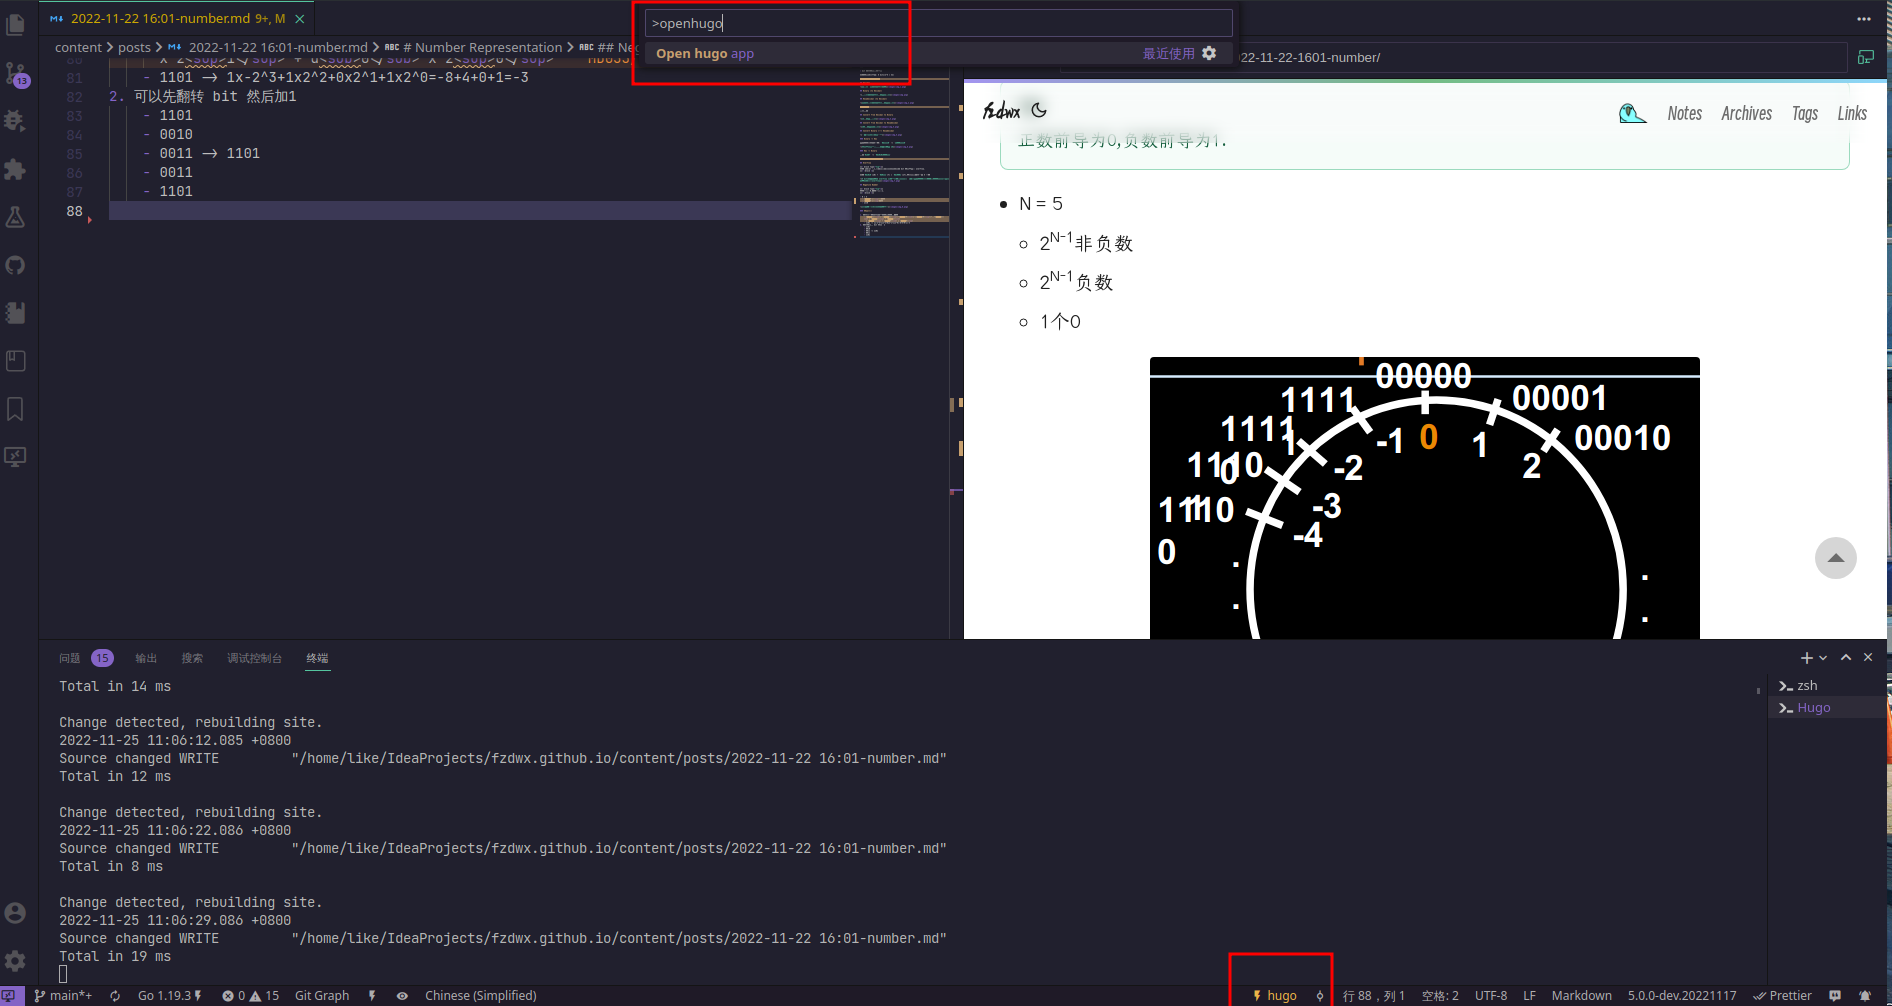 2022-11-22 16:01-number.md 9+, M
>openhugo
Open hugo app 最近使用
content > posts > 2022-11-22 16:01-number.md > # Number Representation > ## Ne
22-11-22-1601-number/
13
81 - 1101 -> 1x-2^3+1x2^2+0x2^1+1x2^0=-8+4+0+1=-3
82 2. 可以先翻转 bit 然后加1
83 - 1101
84 - 0010
85 - 0011 -> 1101
86 - 0011
87 - 1101
88
fzdwx
Notes Archives Tags Links
正数前导为0,负数前导为1.
N = 5
2^N-1非负数
2^N-1负数
1个0
00000
1111
1
00001
1111
0
00010
1110
1
1110
0
0
-1
1
-2
2
-3
-4
问题 15 输出 搜索 调试控制台 终端
zsh
Hugo
Total in 14 ms
Change detected, rebuilding site.
2022-11-25 11:06:12.085 +0800
Source changed WRITE "/home/like/IdeaProjects/fzdwx.github.io/content/posts/2022-11-22 16:01-number.md"
Total in 12 ms
Change detected, rebuilding site.
2022-11-25 11:06:22.086 +0800
Source changed WRITE "/home/like/IdeaProjects/fzdwx.github.io/content/posts/2022-11-22 16:01-number.md"
Total in 8 ms
Change detected, rebuilding site.
2022-11-25 11:06:29.086 +0800
Source changed WRITE "/home/like/IdeaProjects/fzdwx.github.io/content/posts/2022-11-22 16:01-number.md"
Total in 19 ms
main*+ Go 1.19.3 0 15 Git Graph Chinese (Simplified) hugo 行 88，列 1 空格: 2 UTF-8 LF Markdown 5.0.0-dev.20221117 Prettier